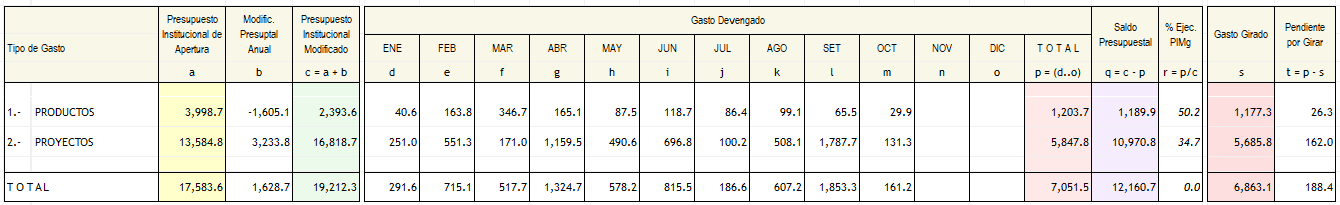 Tipo de Gasto Presupuesto Institucional de Apertura a Modific. Presuptal Anual b Presupuesto Institucional Modificado c = a + b Gasto Devengado Saldo Presupuestal q = c - p % Ejec. PIMg r = p/c Gasto Girado s Pendiente por Girar t = p - s
ENE FEB MAR ABR MAY JUN JUL AGO SET OCT NOV DIC T O T A L
d e f g h i j k l m n o p = (d..o)
1.- PRODUCTOS 3,998.7 -1,605.1 2,393.6 40.6 163.8 346.7 165.1 87.5 118.7 86.4 99.1 65.5 29.9 1,203.7 1,189.9 50.2 1,177.3 26.3
2.- PROYECTOS 13,584.8 3,233.8 16,818.7 251.0 551.3 171.0 1,159.5 490.6 696.8 100.2 508.1 1,787.7 131.3 5,847.8 10,970.8 34.7 5,685.8 162.0
T O T A L 17,583.6 1,628.7 19,212.3 291.6 715.1 517.7 1,324.7 578.2 815.5 186.6 607.2 1,853.3 161.2 7,051.5 12,160.7 0.0 6,863.1 188.4